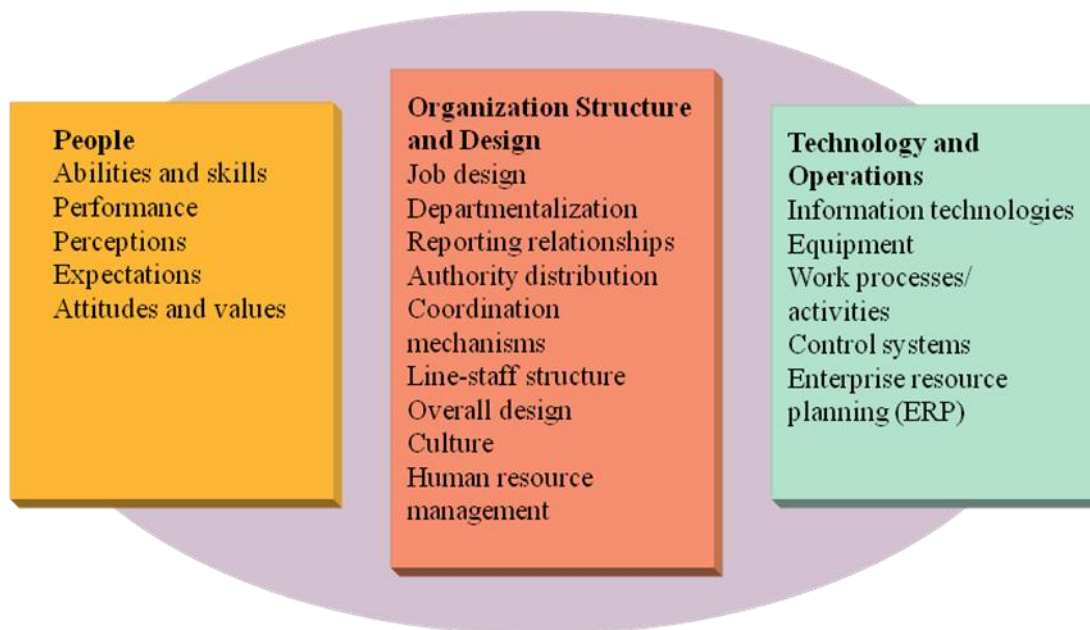 People
Abilities and skills
Performance
Perceptions
Expectations
Attitudes and values
Organization Structure
and Design
Job design
Departmentalization
Reporting relationships
Authority distribution
Coordination
mechanisms
Line-staff structure
Overall design
Culture
Human resource
management
Technology and
Operations
Information technologies
Equipment
Work processes/
activities
Control systems
Enterprise resource
planning (ERP)